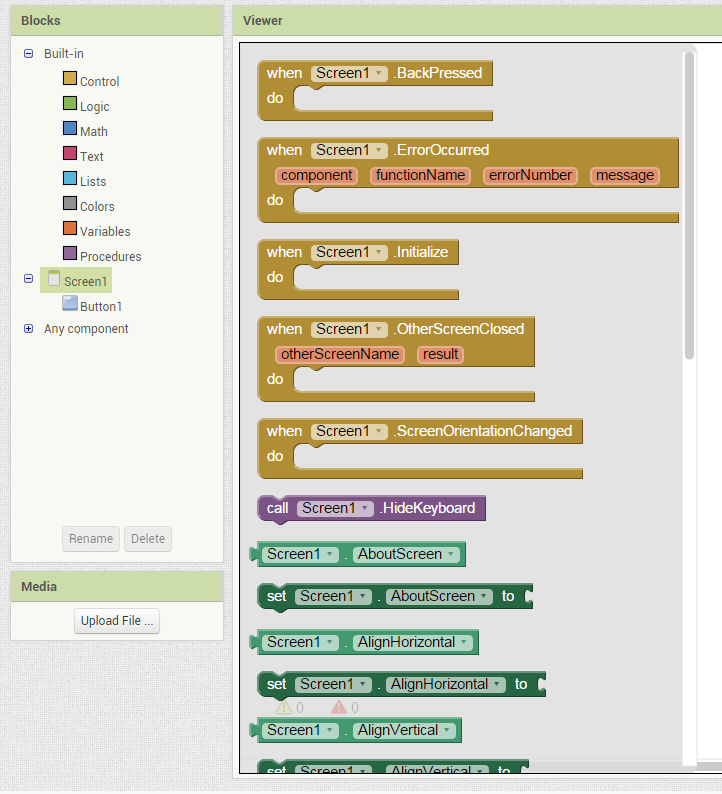 Blocks
Built-in
Control
Logic
Math
Text
Lists
Colors
Variables
Procedures
Screen1
Button1
Any component
Rename Delete
Media
Upload File ...
Viewer
when Screen1 .BackPressed
do
when Screen1 .ErrorOccurred
component functionName errorNumber message
do
when Screen1 .Initialize
do
when Screen1 .OtherScreenClosed
otherScreenName result
do
when Screen1 .ScreenOrientationChanged
do
call Screen1 .HideKeyboard
Screen1 . AboutScreen
set Screen1 . AboutScreen to
Screen1 . AlignHorizontal
set Screen1 . AlignHorizontal to
0 0
Screen1 . AlignVertical
set Screen1 . AlignVertical to